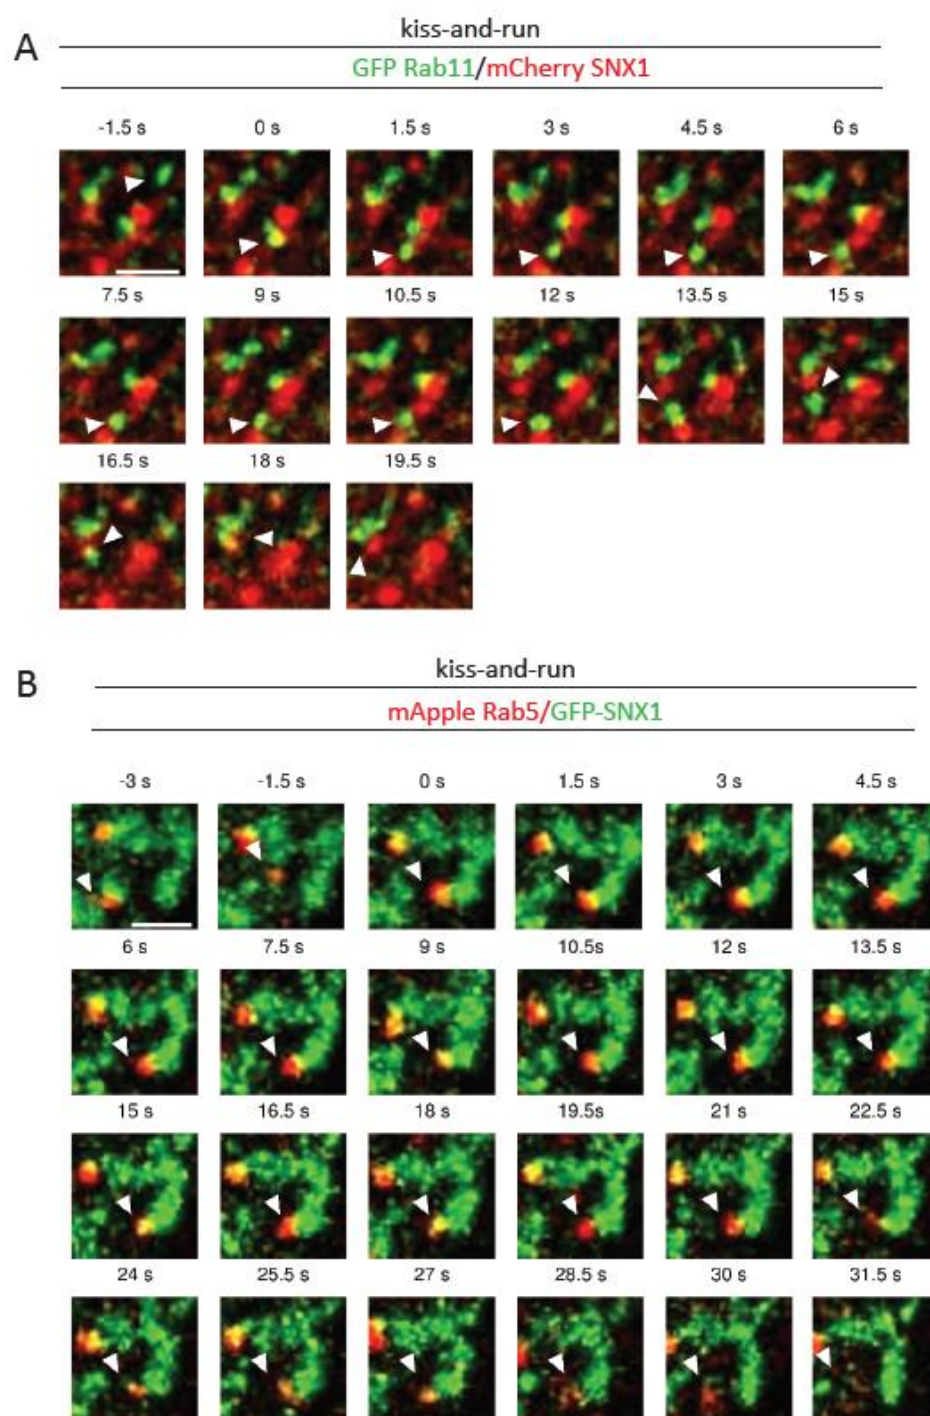 A
kiss-and-run
GFP Rab11/mCherry SNX1
-1.5 s 0 s 1.5 s 3 s 4.5 s 6 s
7.5 s 9 s 10.5 s 12 s 13.5 s 15 s
16.5 s 18 s 19.5 s
B
kiss-and-run
mApple Rab5/GFP-SNX1
-3 s -1.5 s 0 s 1.5 s 3 s 4.5 s
6 s 7.5 s 9 s 10.5s 12 s 13.5 s
15 s 16.5 s 18 s 19.5s 21 s 22.5 s
24 s 25.5 s 27 s 28.5 s 30 s 31.5 s